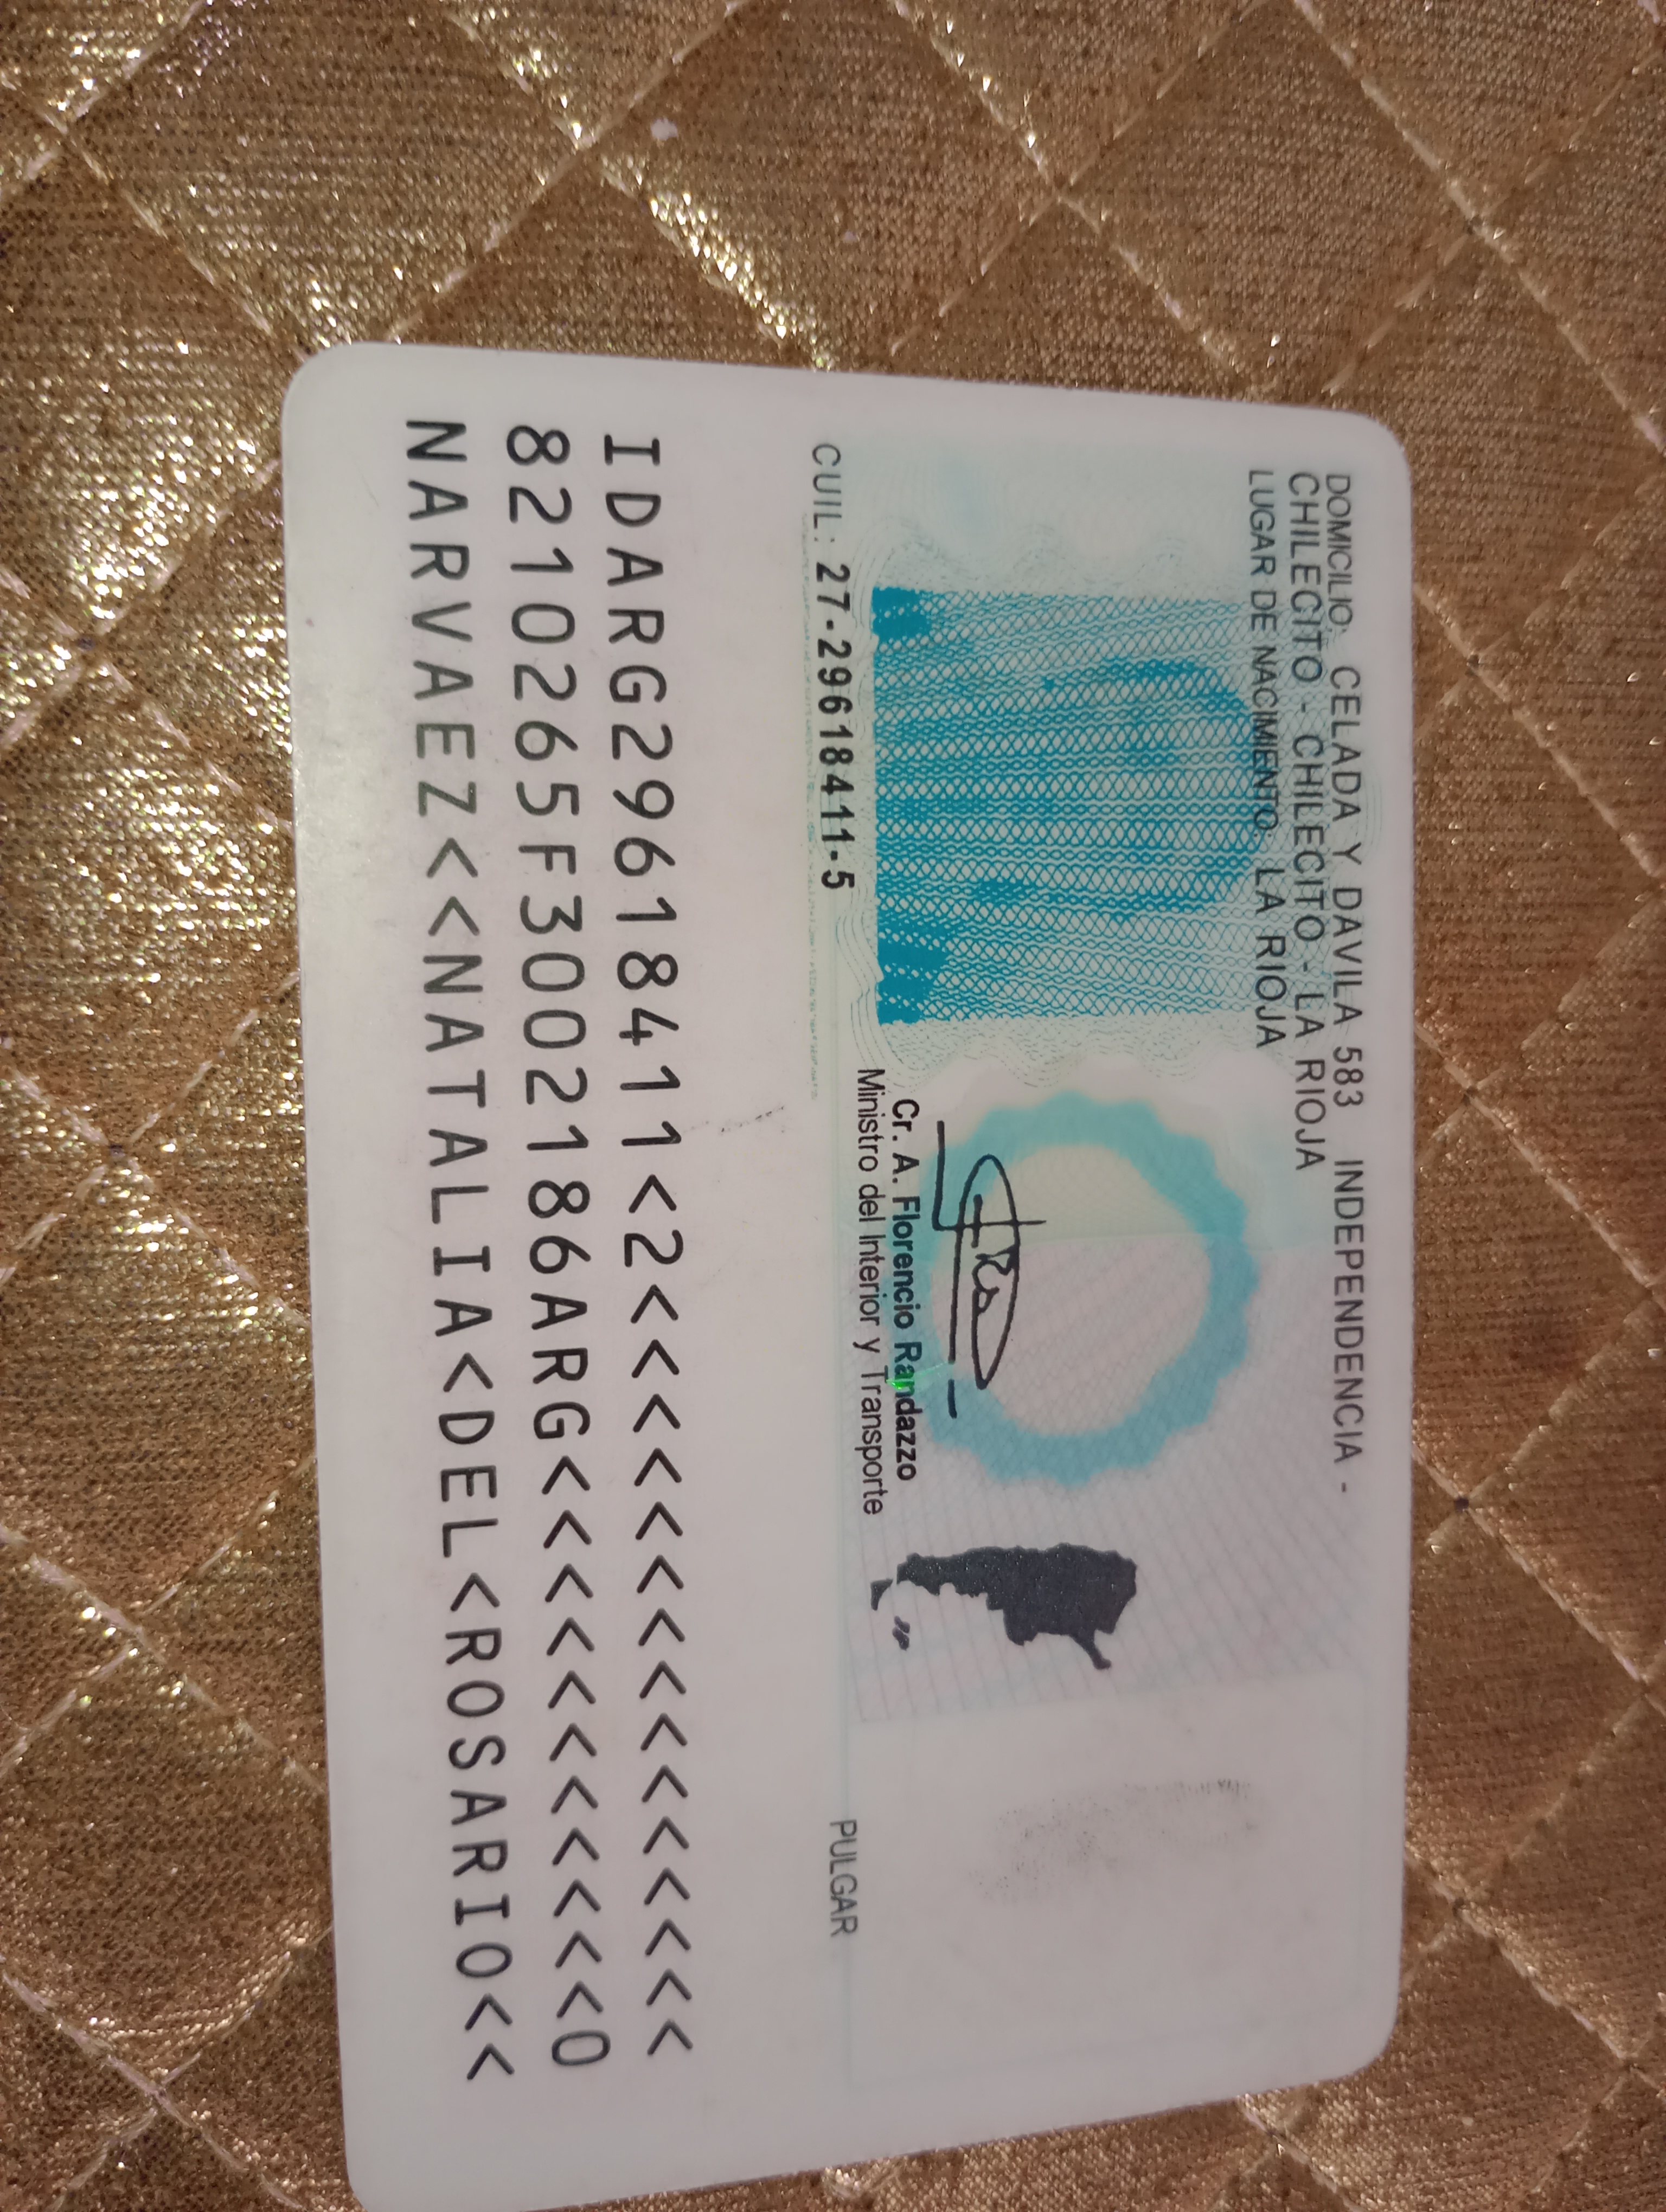 DOMICILIO: CELADA Y DAVILA 583 INDEPENDENCIA -
CHILECITO - CHILECITO - LA RIOJA
LUGAR DE NACIMIENTO: LA RIOJA
Cr. A. Florencio Randazzo
Ministro del Interior y Transporte
CUIL: 27-29618411-5
PULGAR
IDARG29618411<2<<<<<<<<<<<<<<<
8210265F3002186ARG<<<<<<<<<<<0
NARVAEZ<<NATALIA<DEL<ROSARIO<<